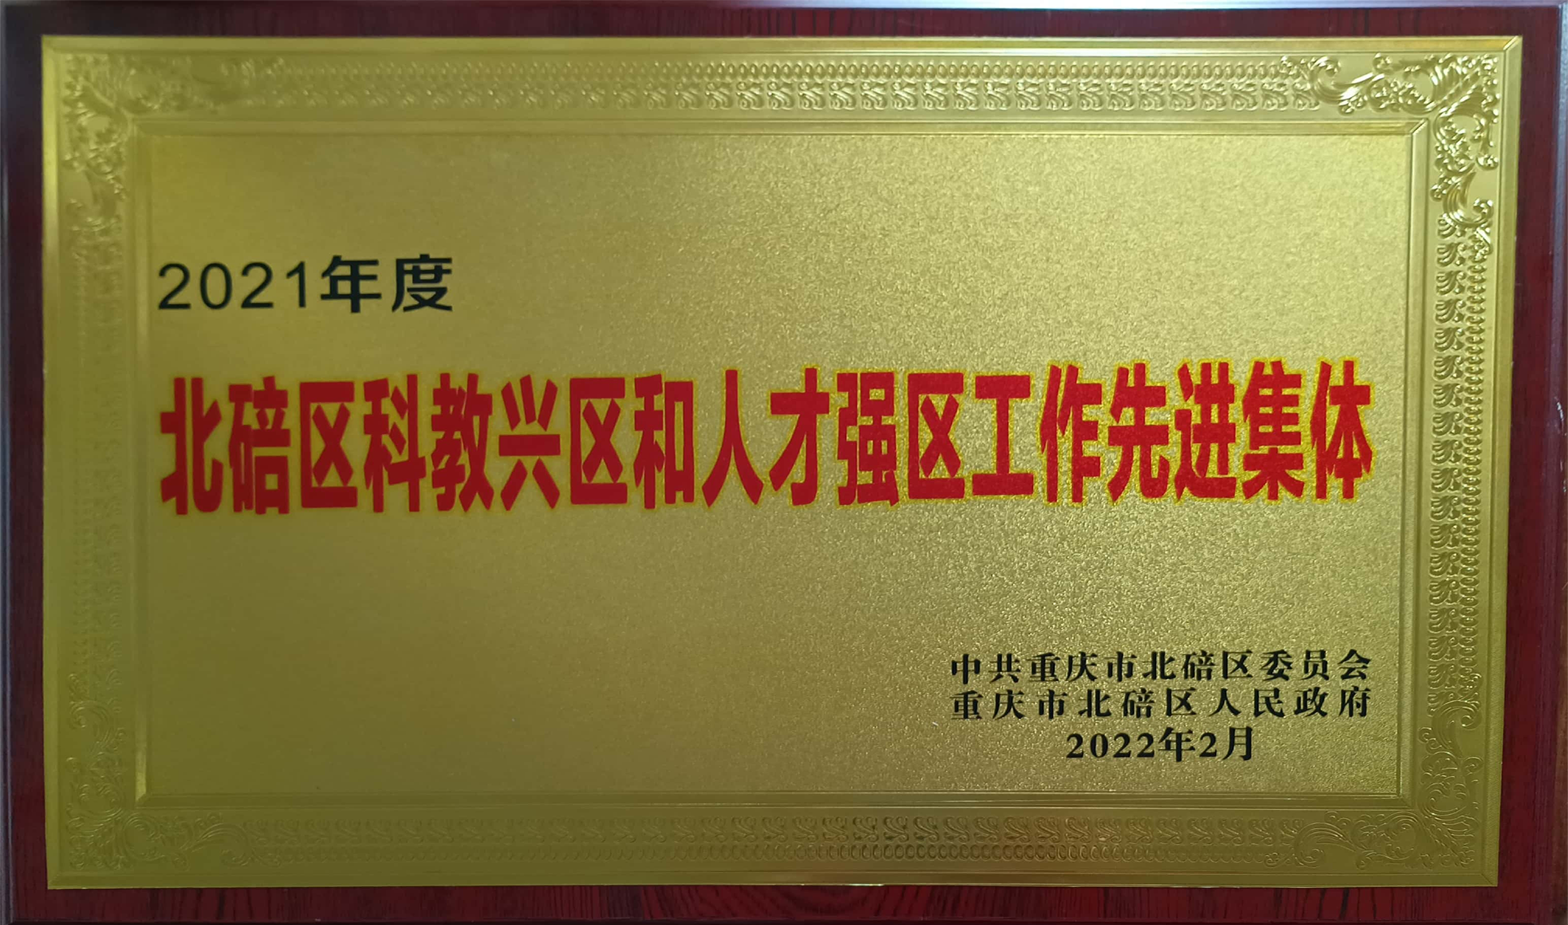 2021年度
北碚区科教兴区和人才强区工作先进集体
中共重庆市北碚区委员会
重庆市北碚区人民政府
2022年2月